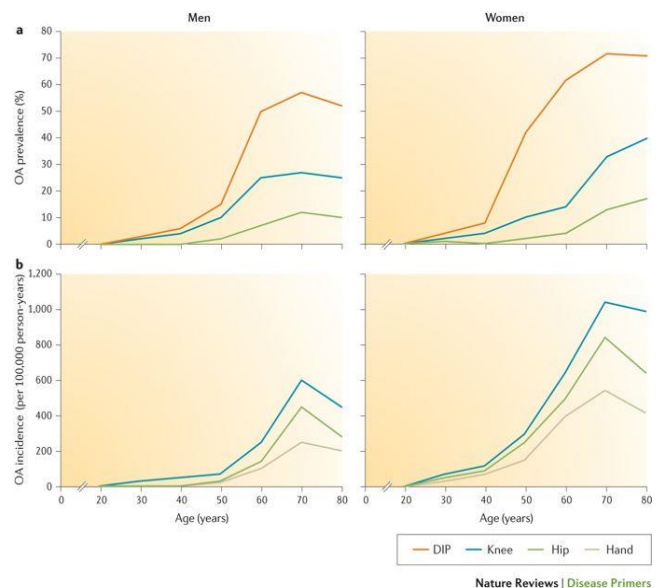 Men
Women
a
80
70
60
50
40
30
20
10
0
OA prevalence (%)
b
1,200
1,000
800
600
400
200
0
OA incidence (per 100,000 person-years)
0 20 30 40 50 60 70 80
0 20 30 40 50 60 70 80
Age (years)
Age (years)
DIP Knee Hip Hand
Nature Reviews | Disease Primers